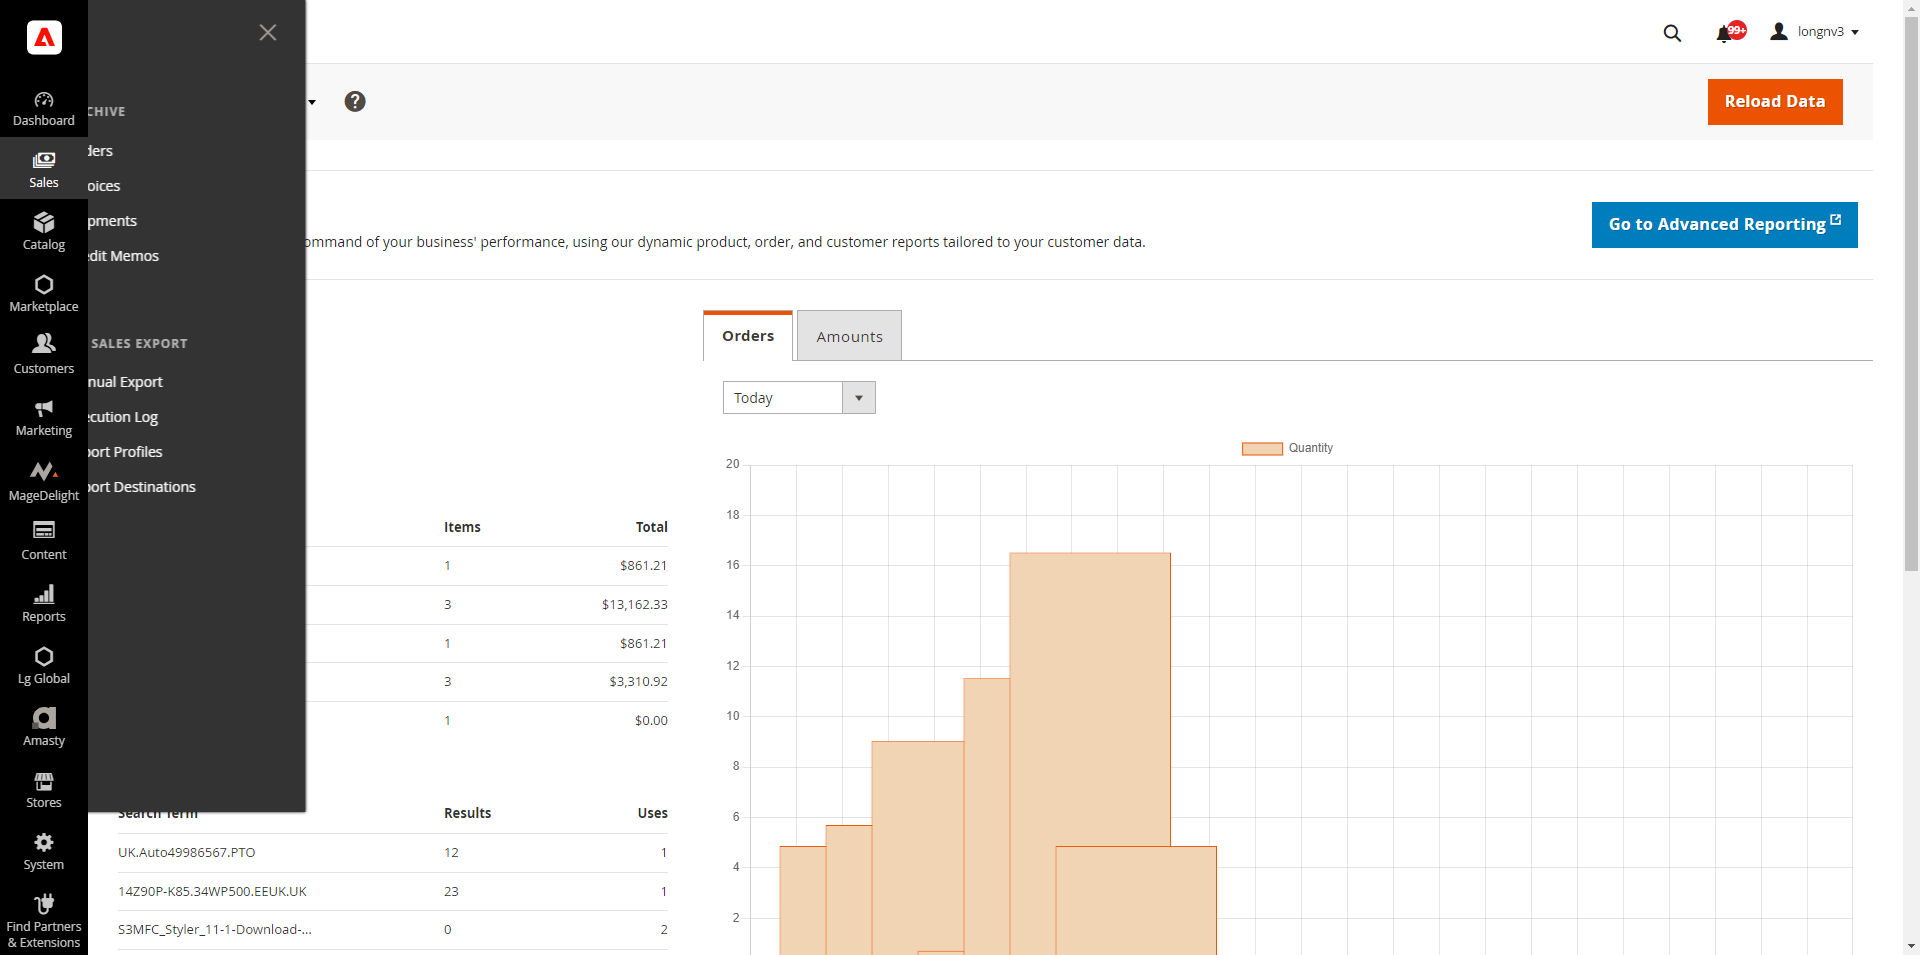 Dashboard
Sales
Catalog
Marketplace
Customers
Marketing
MageDelight
Content
Reports
Lg Global
Amasty
Stores
System
Find Partners
& Extensions
CHIVE
ders
oices
pments
edit Memos
SALES EXPORT
nual Export
ecution Log
port Profiles
port Destinations
99+
longnv3
Reload Data
ommand of your business' performance, using our dynamic product, order, and customer reports tailored to your customer data.
Go to Advanced Reporting
Items Total
1 $861.21
3 $13,162.33
1 $861.21
3 $3,310.92
1 $0.00
Search Term Results Uses
UK.Auto49986567.PTO 12 1
14Z90P-K85.34WP500.EEUK.UK 23 1
S3MFC_Styler_11-1-Download-... 0 2
Orders Amounts
Today
Quantity
20
18
16
14
12
10
8
6
4
2